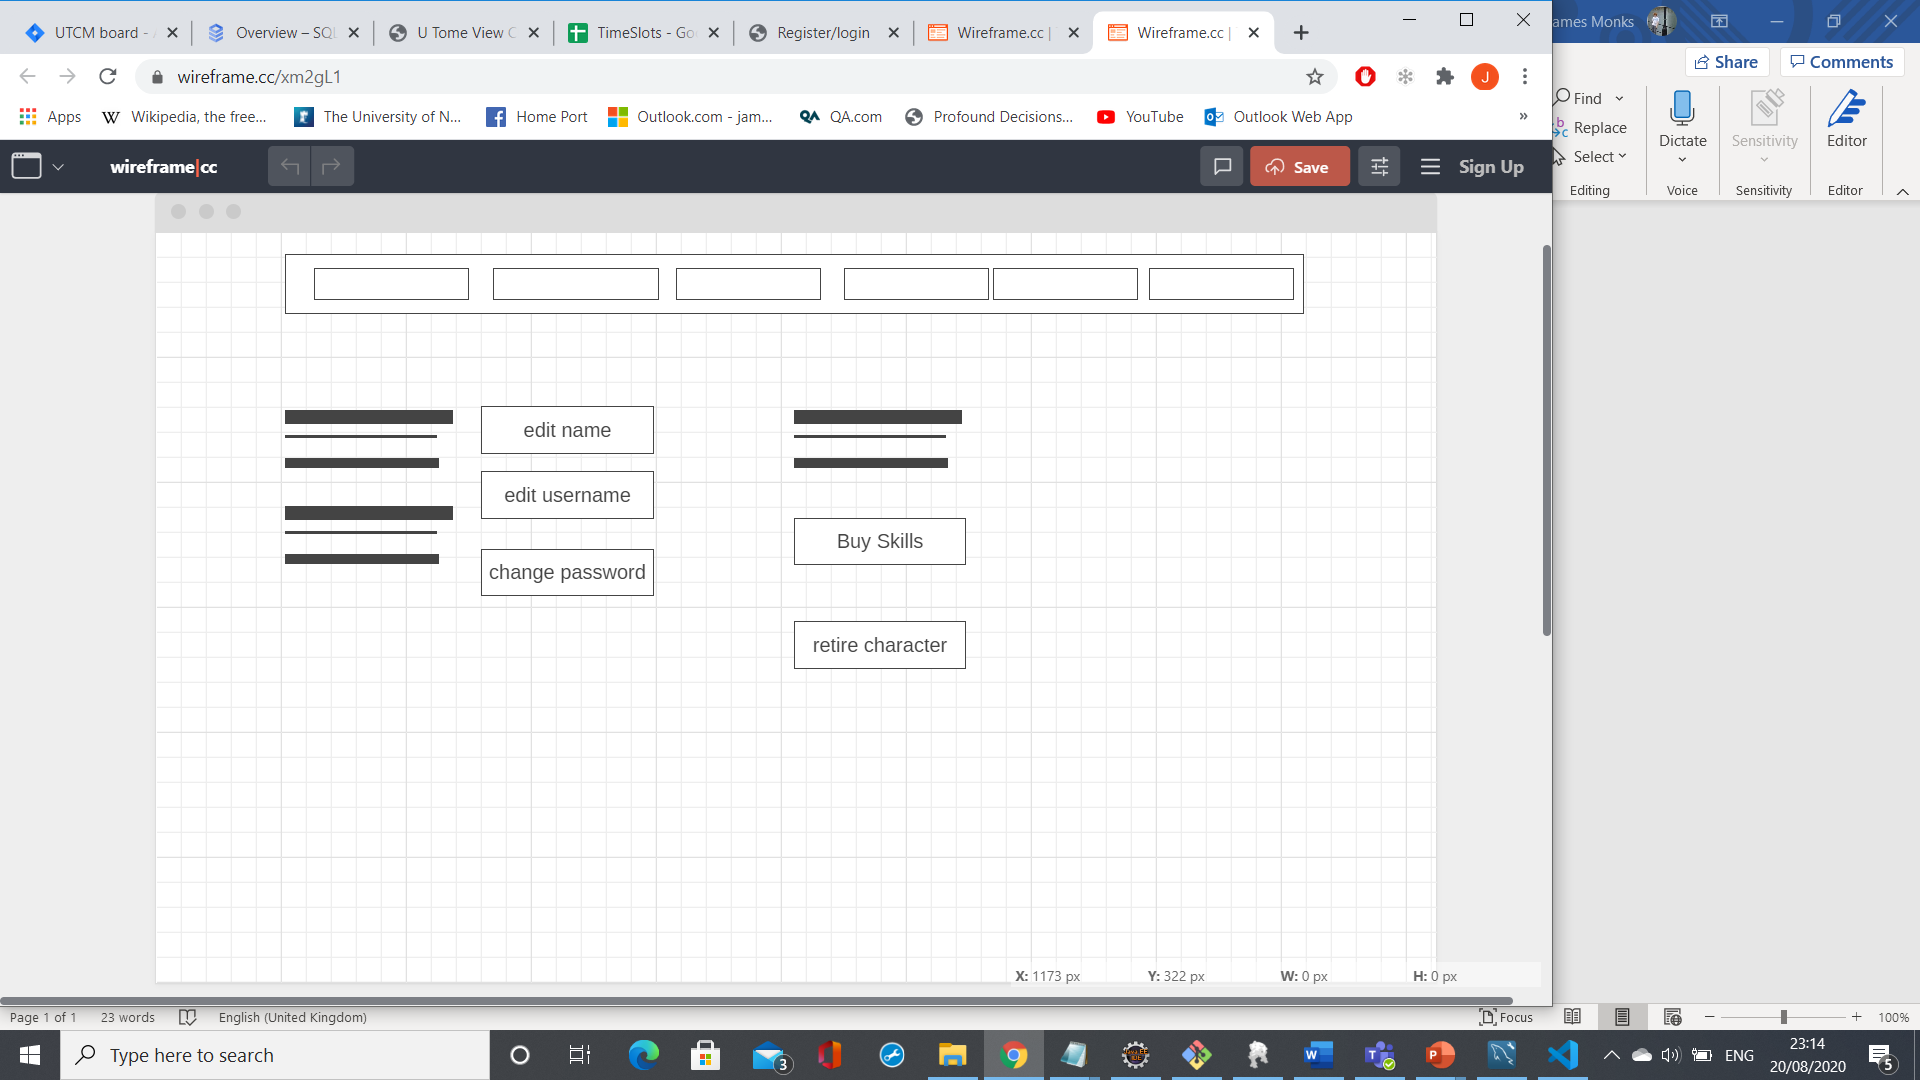 UTCM board -
Overview – SQL
U Tome View C
TimeSlots - Go
Register/login
Wireframe.cc |
Wireframe.cc |
ames Monks
wireframe.cc/xm2gL1
J
Share
Comments
Apps
Wikipedia, the free...
The University of N...
Home Port
Outlook.com - jam...
QA.com
Profound Decisions...
YouTube
Outlook Web App
»
Find
Replace
Select
Editing
Dictate
Voice
Sensitivity
Sensitivity
Editor
Editor
wireframe|cc
Save
Sign Up
edit name
edit username
change password
Buy Skills
retire character
X: 1173 px
Y: 322 px
W: 0 px
H: 0 px
Page 1 of 1
23 words
English (United Kingdom)
Focus
100%
Type here to search
3
ENG
23:14
20/08/2020
5